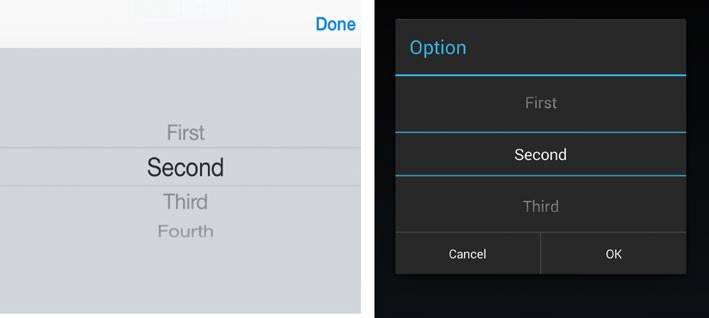 Done
First
Second
Third
Fourth
Option
First
Second
Third
Cancel OK